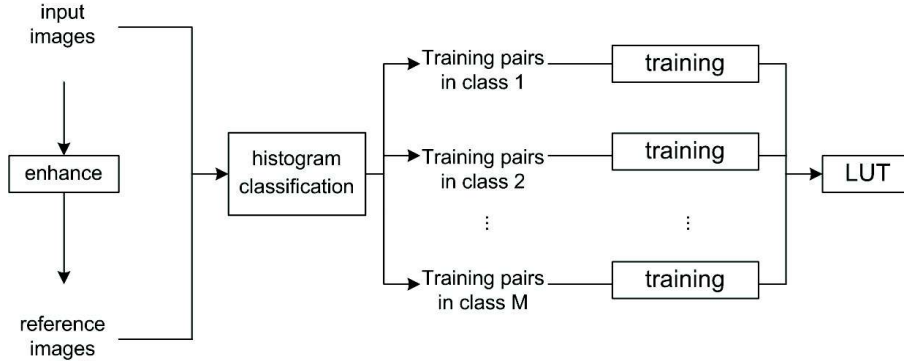 input
images
enhance
reference
images
histogram
classification
Training pairs
in class 1
training
Training pairs
in class 2
training
⋮
⋮
Training pairs
in class M
training
LUT